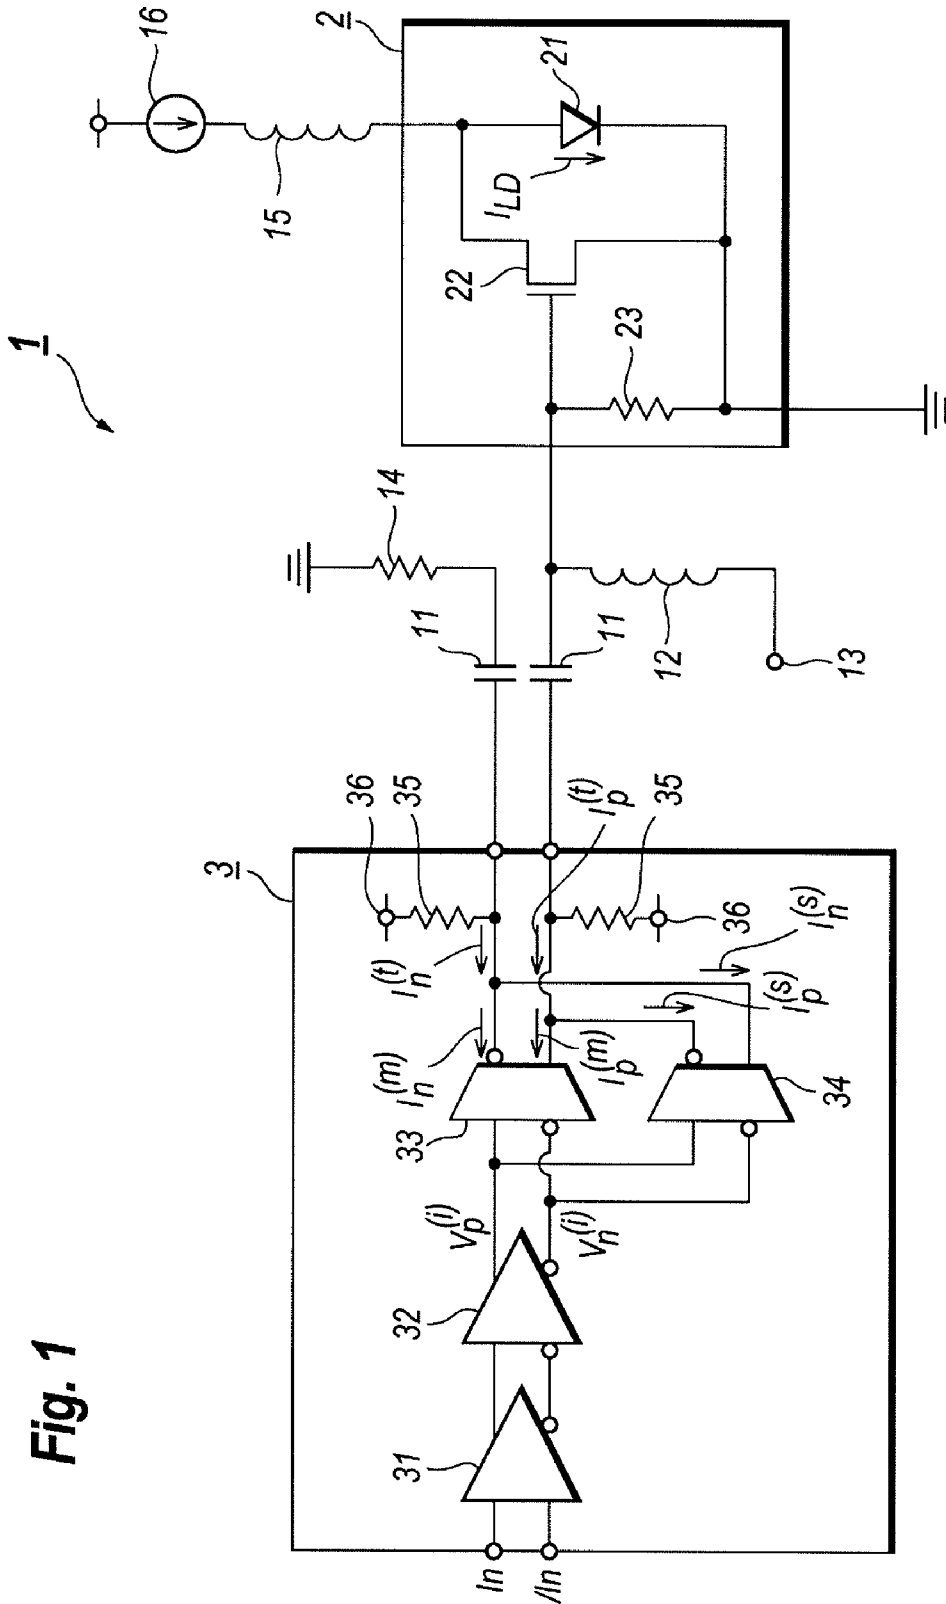 Fig. 1
1
2
16
15
21
I_LD
22
23
14
11
11
12
13
3
36
35
I_n^(t)
I_p^(t)
35
36
I_n^(m)
I_p^(m)
I_n^(s)
I_p^(s)
33
34
V_p^(i)
V_n^(i)
32
31
In
/In